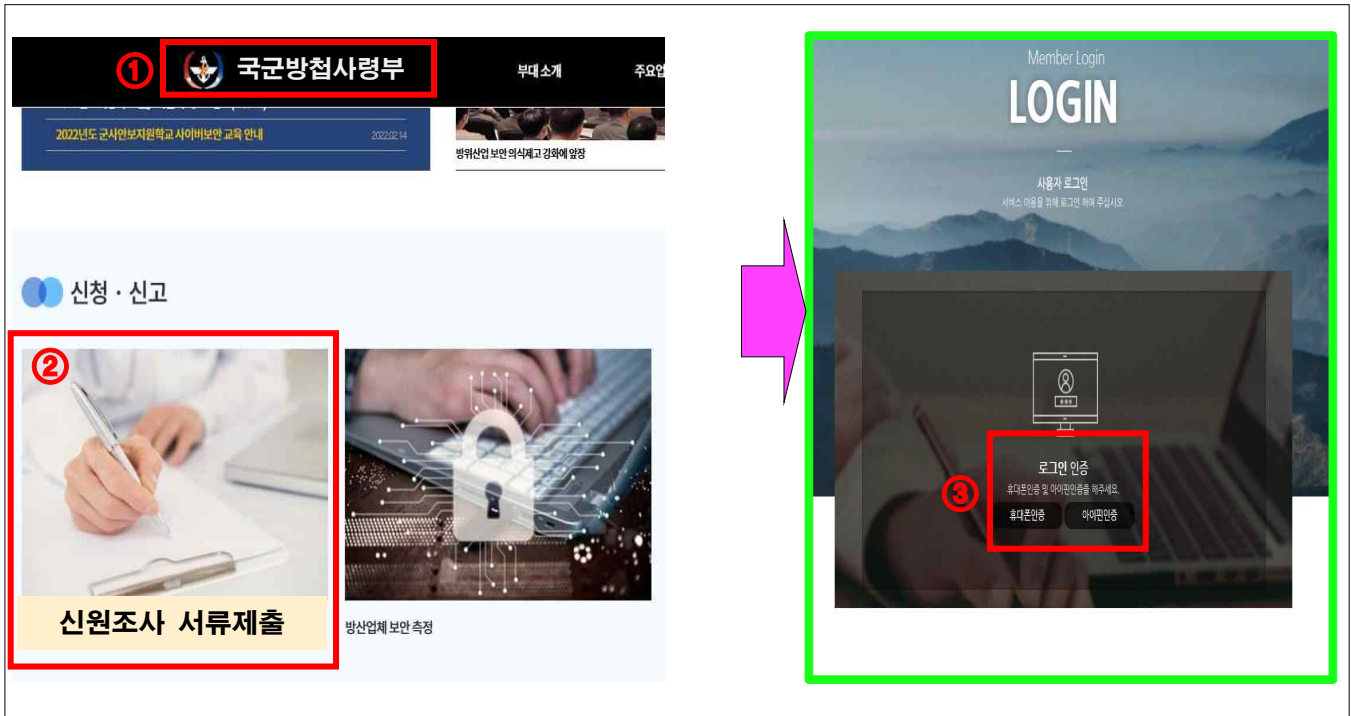 ①
국군방첩사령부
부대소개
주요업
2022년도 군사안보지원학교 사이버보안 교육 안내
2022.02.14
방위산업 보안 의식제고 강화에 앞장
신청 · 신고
②
신원조사 서류제출
방산업체 보안 측정
Member Login
LOGIN
사용자 로그인
서비스 이용을 위해 로그인 하여 주십시오.
③
로그인 인증
휴대폰인증 및 아이핀인증을 해주세요.
휴대폰인증
아이핀인증